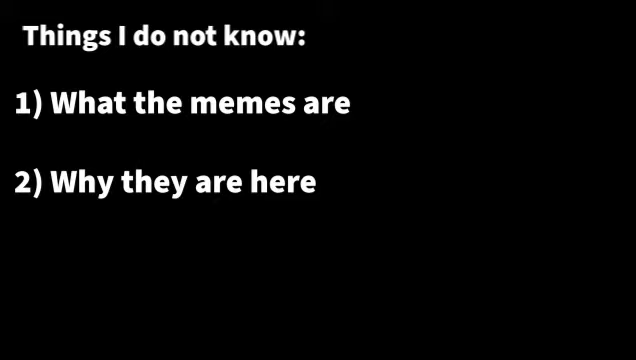 Things I do not know:
1) What the memes are
2) Why they are here